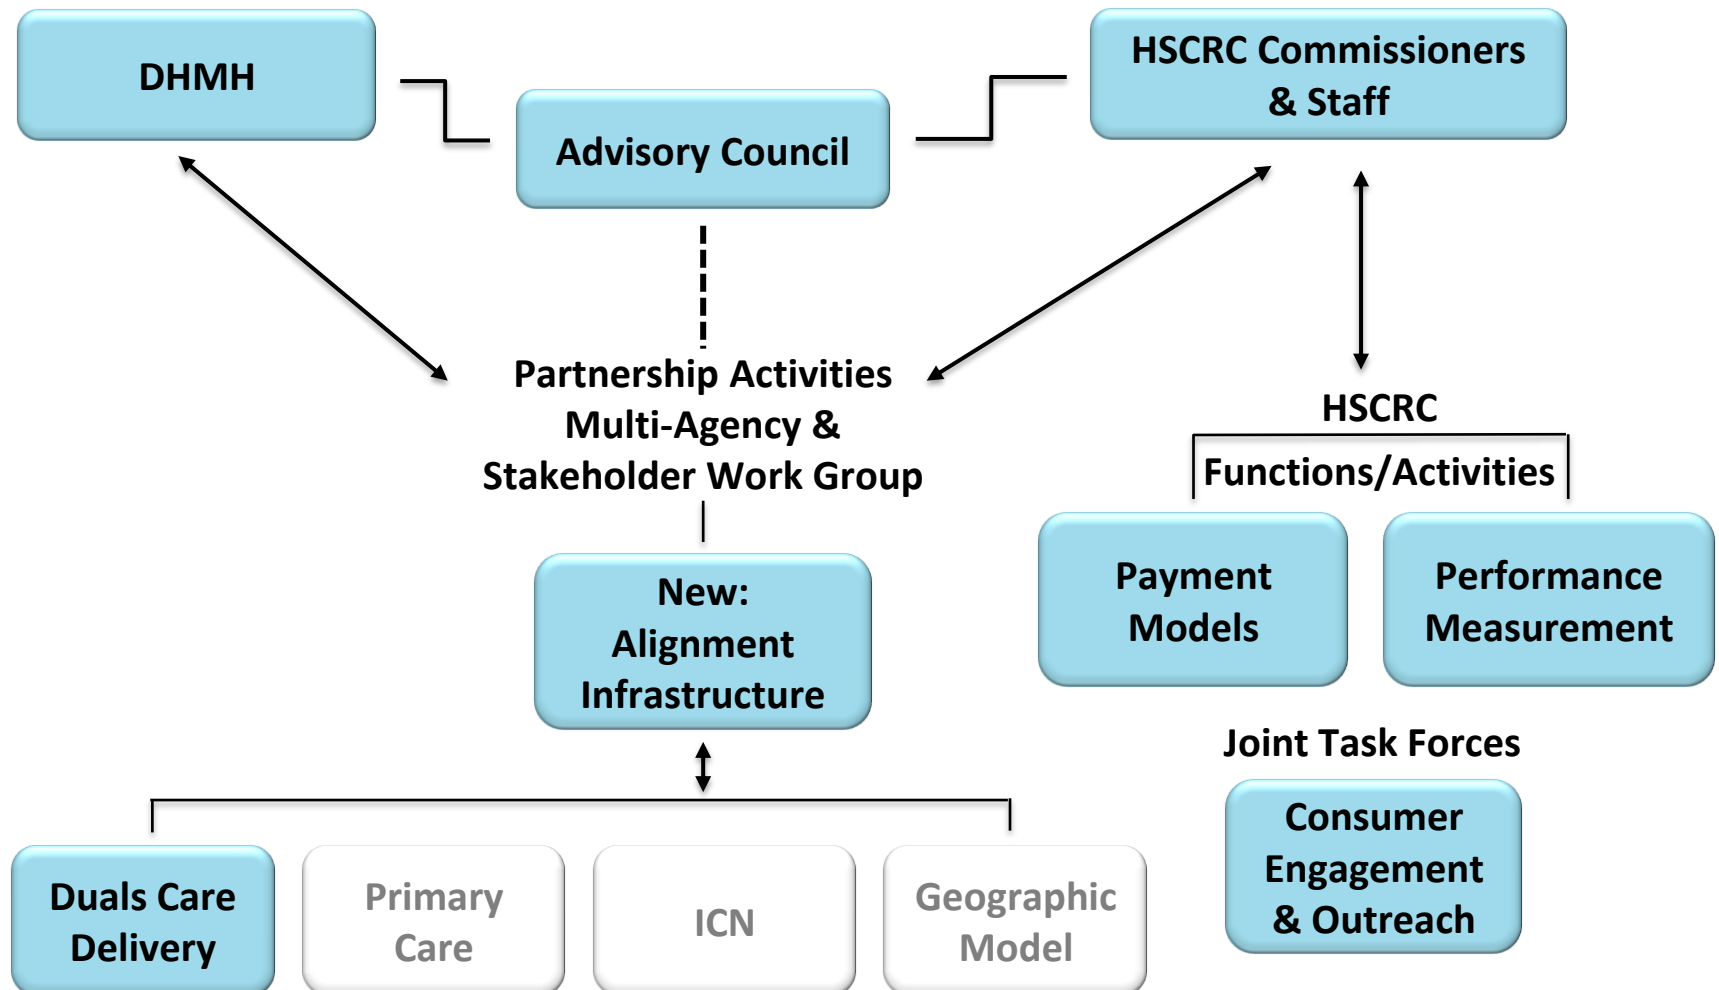 DHMH
HSCRC Commissioners
& Staff
Advisory Council
Partnership Activities
Multi-Agency &
Stakeholder Work Group
HSCRC
Functions/Activities
New:
Alignment
Infrastructure
Payment
Models
Performance
Measurement
Joint Task Forces
Consumer
Engagement
& Outreach
Duals Care
Delivery
Primary
Care
ICN
Geographic
Model